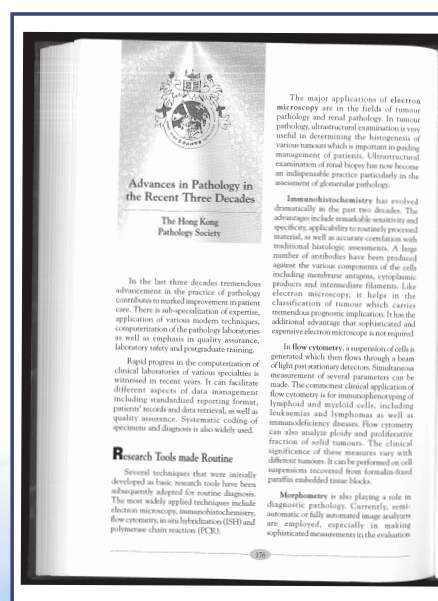 Advances in Pathology in
the Recent Three Decades
The Hong Kong
Pathology Society
In the last three decades tremendous
advancement in the practice of pathology
contributes to marked improvement in patient
care. There is sub-specialization of expertise,
application of various modern techniques,
computerization of the pathology laboratories
as well as emphasis in quality assurance,
laboratory safety and postgraduate training.
Rapid progress in the computerization of
clinical laboratories of various specialties is
witnessed in recent years. It can facilitate
different aspects of data management
including standardized reporting format,
patients' records and data retrieval, as well as
quality assurance. Systematic coding of
specimens and diagnosis is also widely used.
Research Tools made Routine
Several techniques that were initially
developed as basic research tools have been
subsequently adopted for routine diagnosis.
The most widely applied techniques include
electron microscopy, immunohistochemistry,
flow cytometry, in situ hybridization (ISH) and
polymerase chain reaction (PCR).
The major applications of electron
microscopy are in the fields of tumour
pathology and renal pathology. In tumour
pathology, ultrastructural examination is very
useful in determining the histogenesis of
various tumours which is important in guiding
management of patients. Ultrastructural
examination of renal biopsy has now become
an indispensable practice particularly in the
assessment of glomerular pathology.
Immunohistochemistry has evolved
dramatically in the past two decades. The
advantages include remarkable sensitivity and
specificity, applicability to routinely processed
material, as well as accurate correlation with
traditional histologic assessments. A large
number of antibodies have been produced
against the various components of the cells
including membrane antigens, cytoplasmic
products and intermediate filaments. Like
electron microscopy, it helps in the
classification of tumour which carries
tremendous prognostic implication. It has the
additional advantage that sophisticated and
expensive electron microscope is not required.
In flow cytometry, a suspension of cells is
generated which then flows through a beam
of light past stationary detectors. Simultaneous
measurement of several parameters can be
made. The commonest clinical application of
flow cytometry is for immunophenotyping of
lymphoid and myeloid cells, including
leukaemias and lymphomas as well as
immunodeficiency diseases. Flow cytometry
can also analyze ploidy and proliferative
fraction of solid tumours. The clinical
significance of these measures vary with
different tumours. It can be performed on cell
suspensions recovered from formalin-fixed
paraffin embedded tissue blocks.
Morphometry is also playing a role in
diagnostic pathology. Currently, semi-
automatic or fully automated image analyzers
are employed, especially in making
sophisticated measurements in the evaluation
176